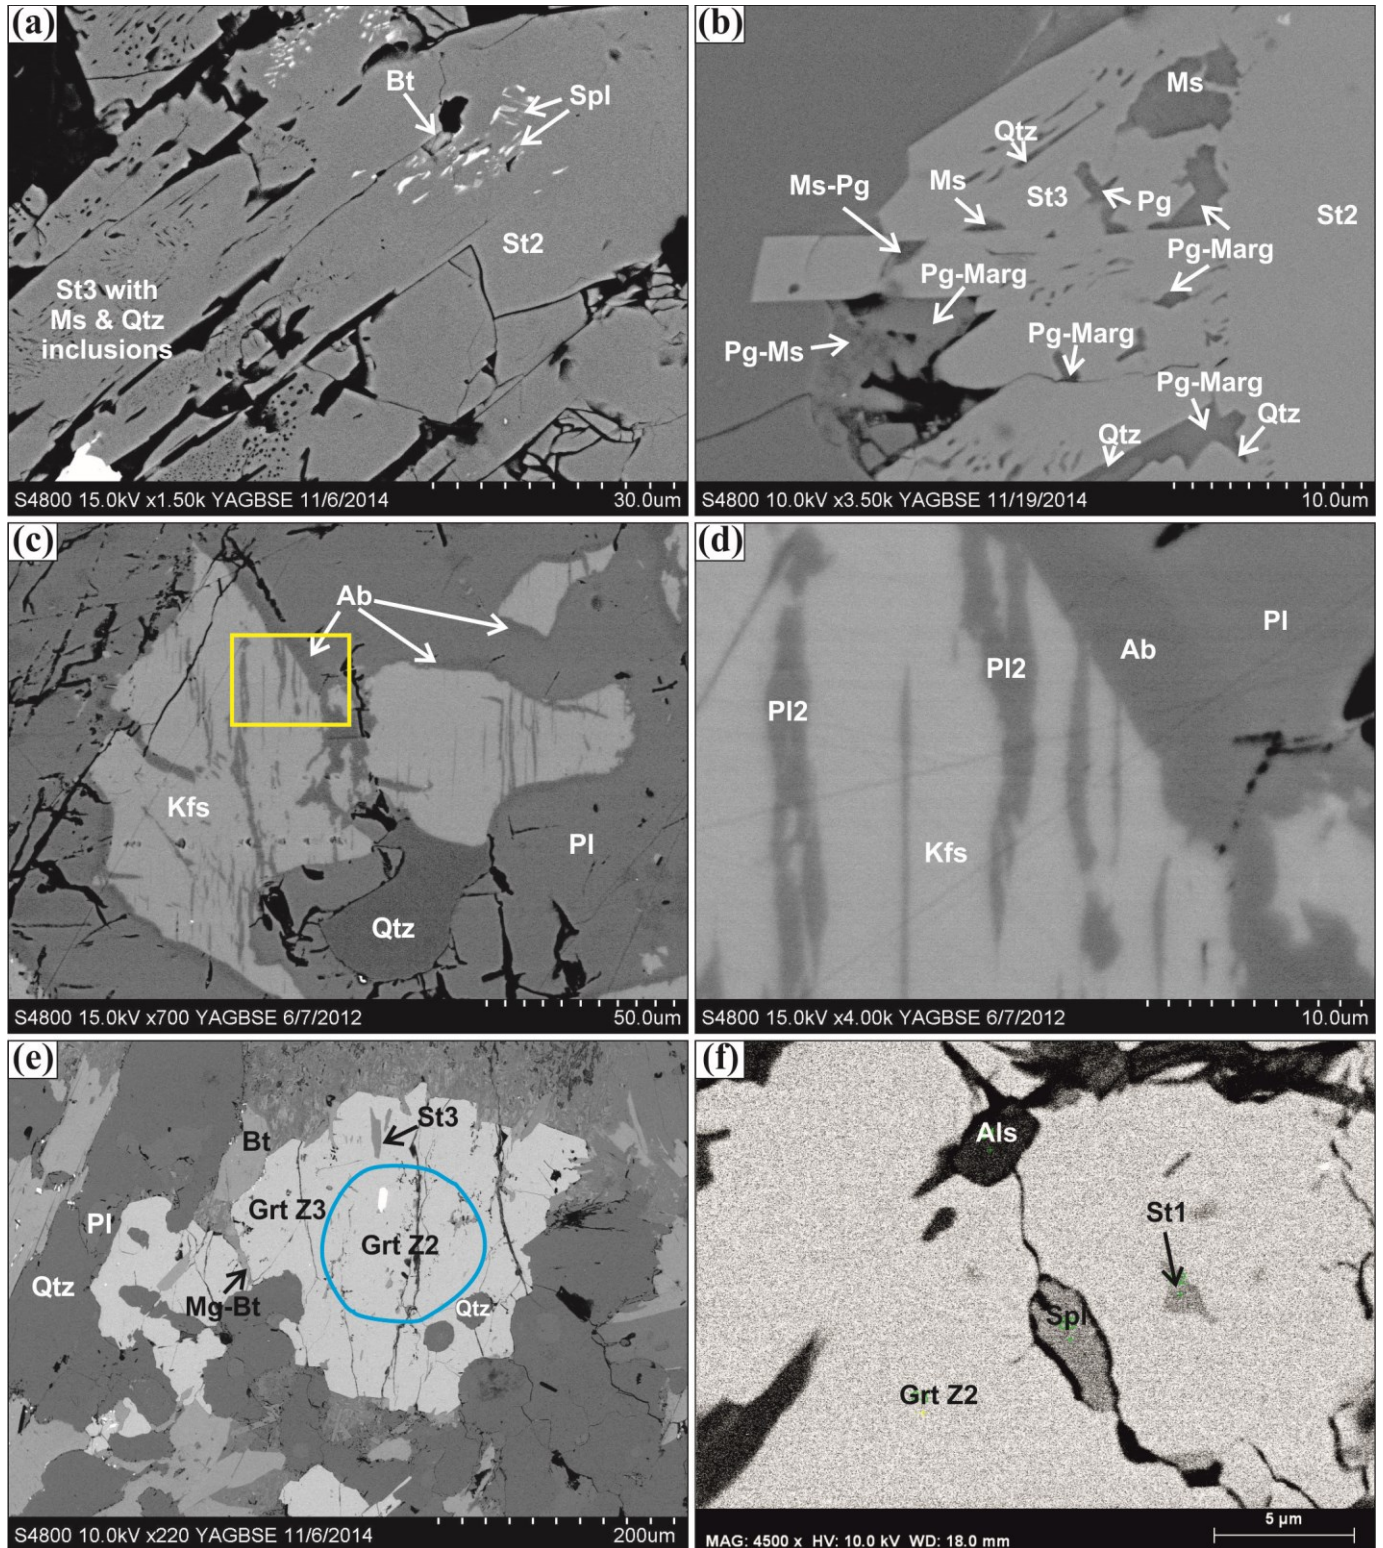 (a)
Bt
Spl
St2
St3 with
Ms & Qtz
inclusions
S4800 15.0kV x1.50k YAGBSE 11/6/2014
30.0um
(b)
Ms
Qtz
Ms-Pg
Ms
St3
Pg
St2
Pg-Marg
Pg-Marg
Pg-Ms
Pg-Marg
Pg-Marg
Qtz
Qtz
S4800 10.0kV x3.50k YAGBSE 11/19/2014
10.0um
(c)
Ab
Kfs
Pl
Qtz
S4800 15.0kV x700 YAGBSE 6/7/2012
50.0um
(d)
Pl
Ab
Pl2
Pl2
Kfs
S4800 15.0kV x4.00k YAGBSE 6/7/2012
10.0um
(e)
St3
Bt
Grt Z3
Pl
Grt Z2
Qtz
Mg-Bt
Qtz
S4800 10.0kV x220 YAGBSE 11/6/2014
200um
(f)
Als
St1
Spl
Grt Z2
5 µm
MAG: 4500 x HV: 10.0 kV WD: 18.0 mm